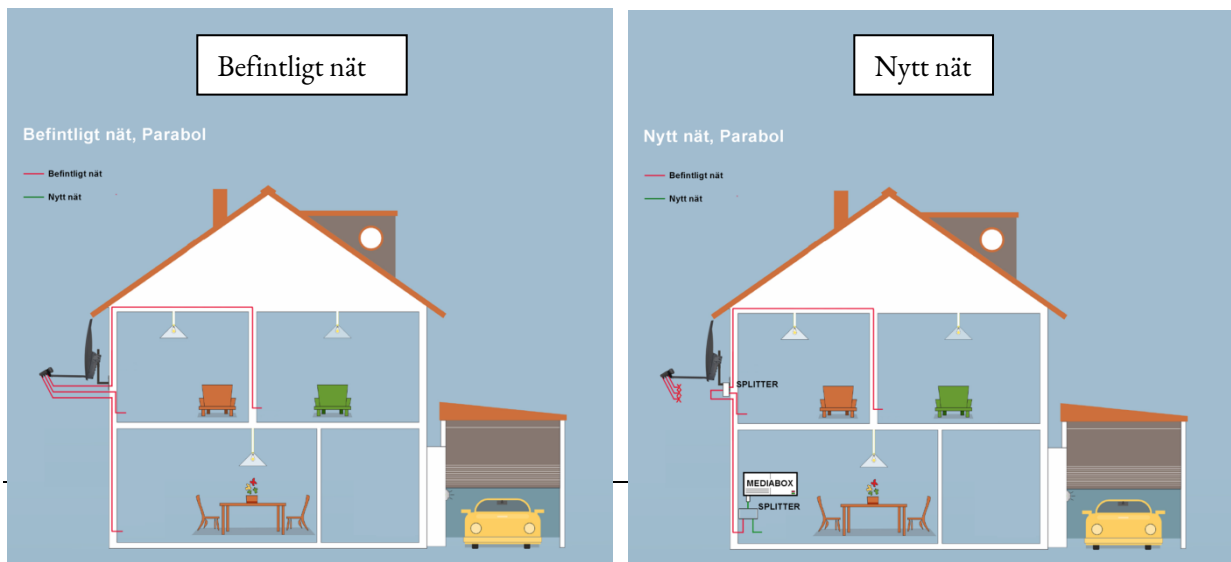 Befintligt nät
Befintligt nät, Parabol
Befintligt nät
Nytt nät
Nytt nät
Nytt nät, Parabol
Befintligt nät
Nytt nät
SPLITTER
MEDIABOX
SPLITTER